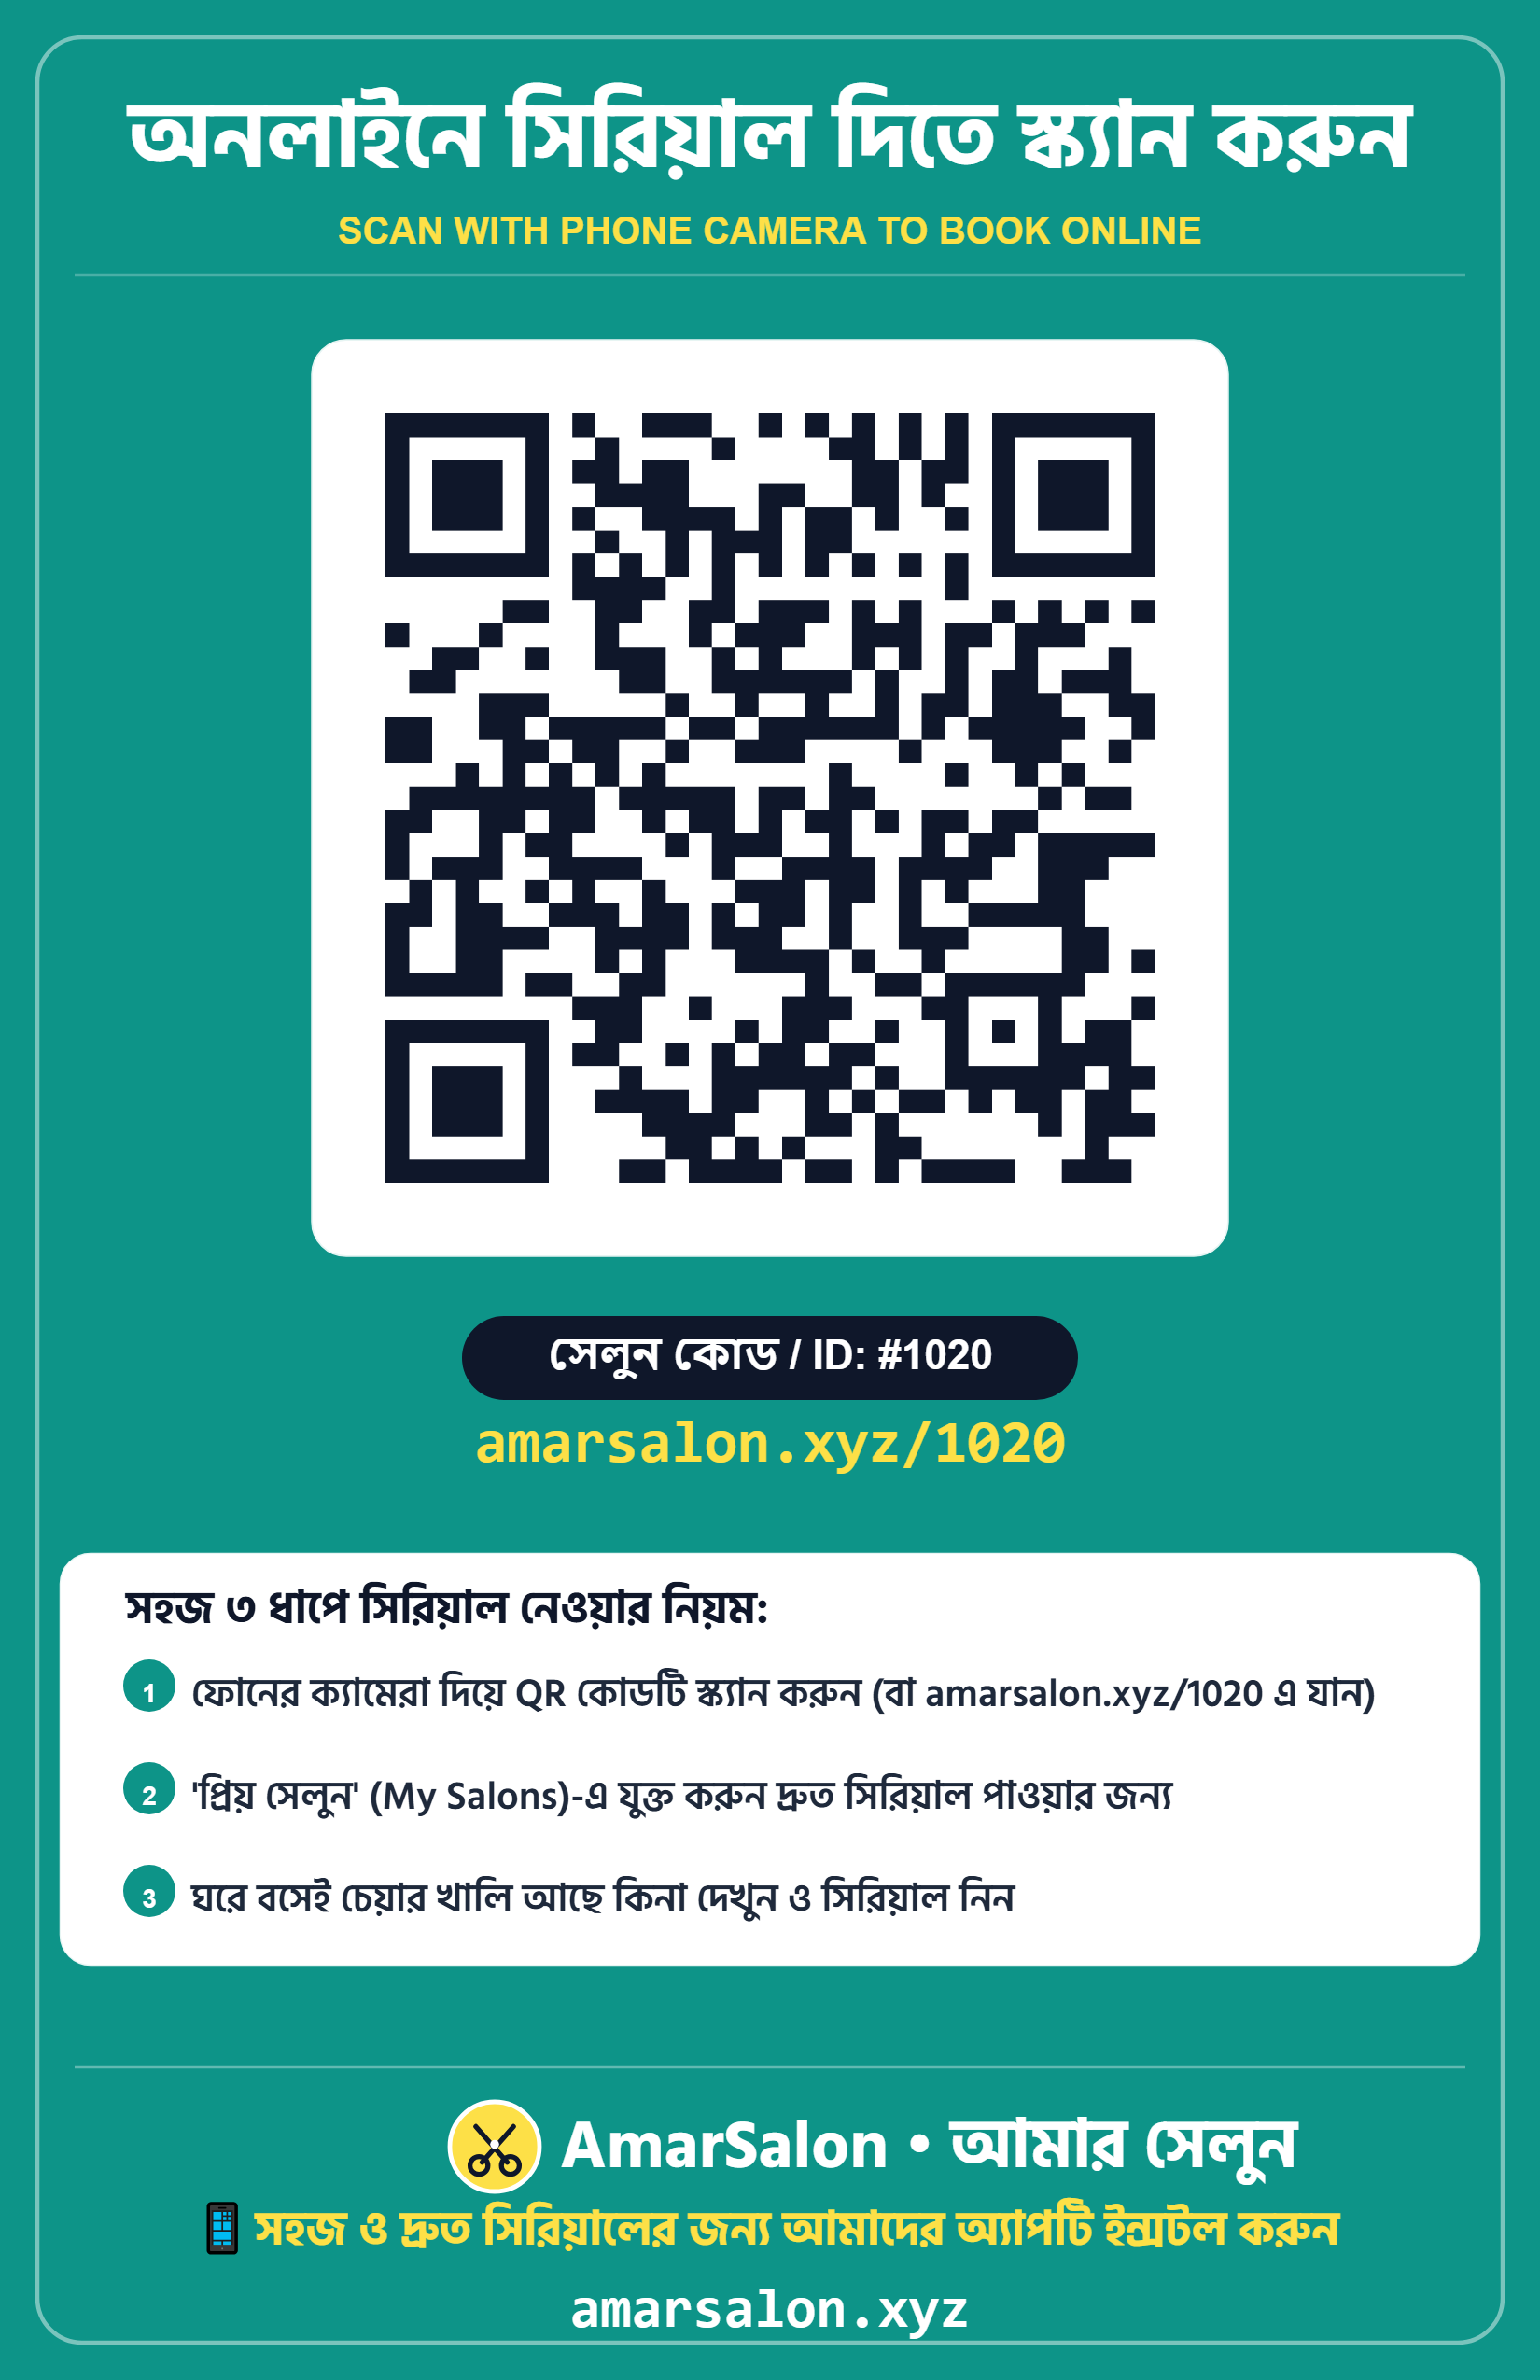 অনলাইনে সিরিয়াল দিতে স্ক্যান করুন
SCAN WITH PHONE CAMERA TO BOOK ONLINE
সেলুন কোড / ID: #1020
amarsalon.xyz/1020
সহজ ৩ ধাপে সিরিয়াল নেওয়ার নিয়ম:
1 ফোনের ক্যামেরা দিয়ে QR কোডটি স্ক্যান করুন (বা amarsalon.xyz/1020 এ যান)
2 'প্রিয় সেলুন' (My Salons)-এ যুক্ত করুন দ্রুত সিরিয়াল পাওয়ার জন্য
3 ঘরে বসেই চেয়ার খালি আছে কিনা দেখুন ও সিরিয়াল নিন
AmarSalon • আমার সেলুন
সহজ ও দ্রুত সিরিয়ালের জন্য আমাদের অ্যাপটি ইন্সটল করুন
amarsalon.xyz